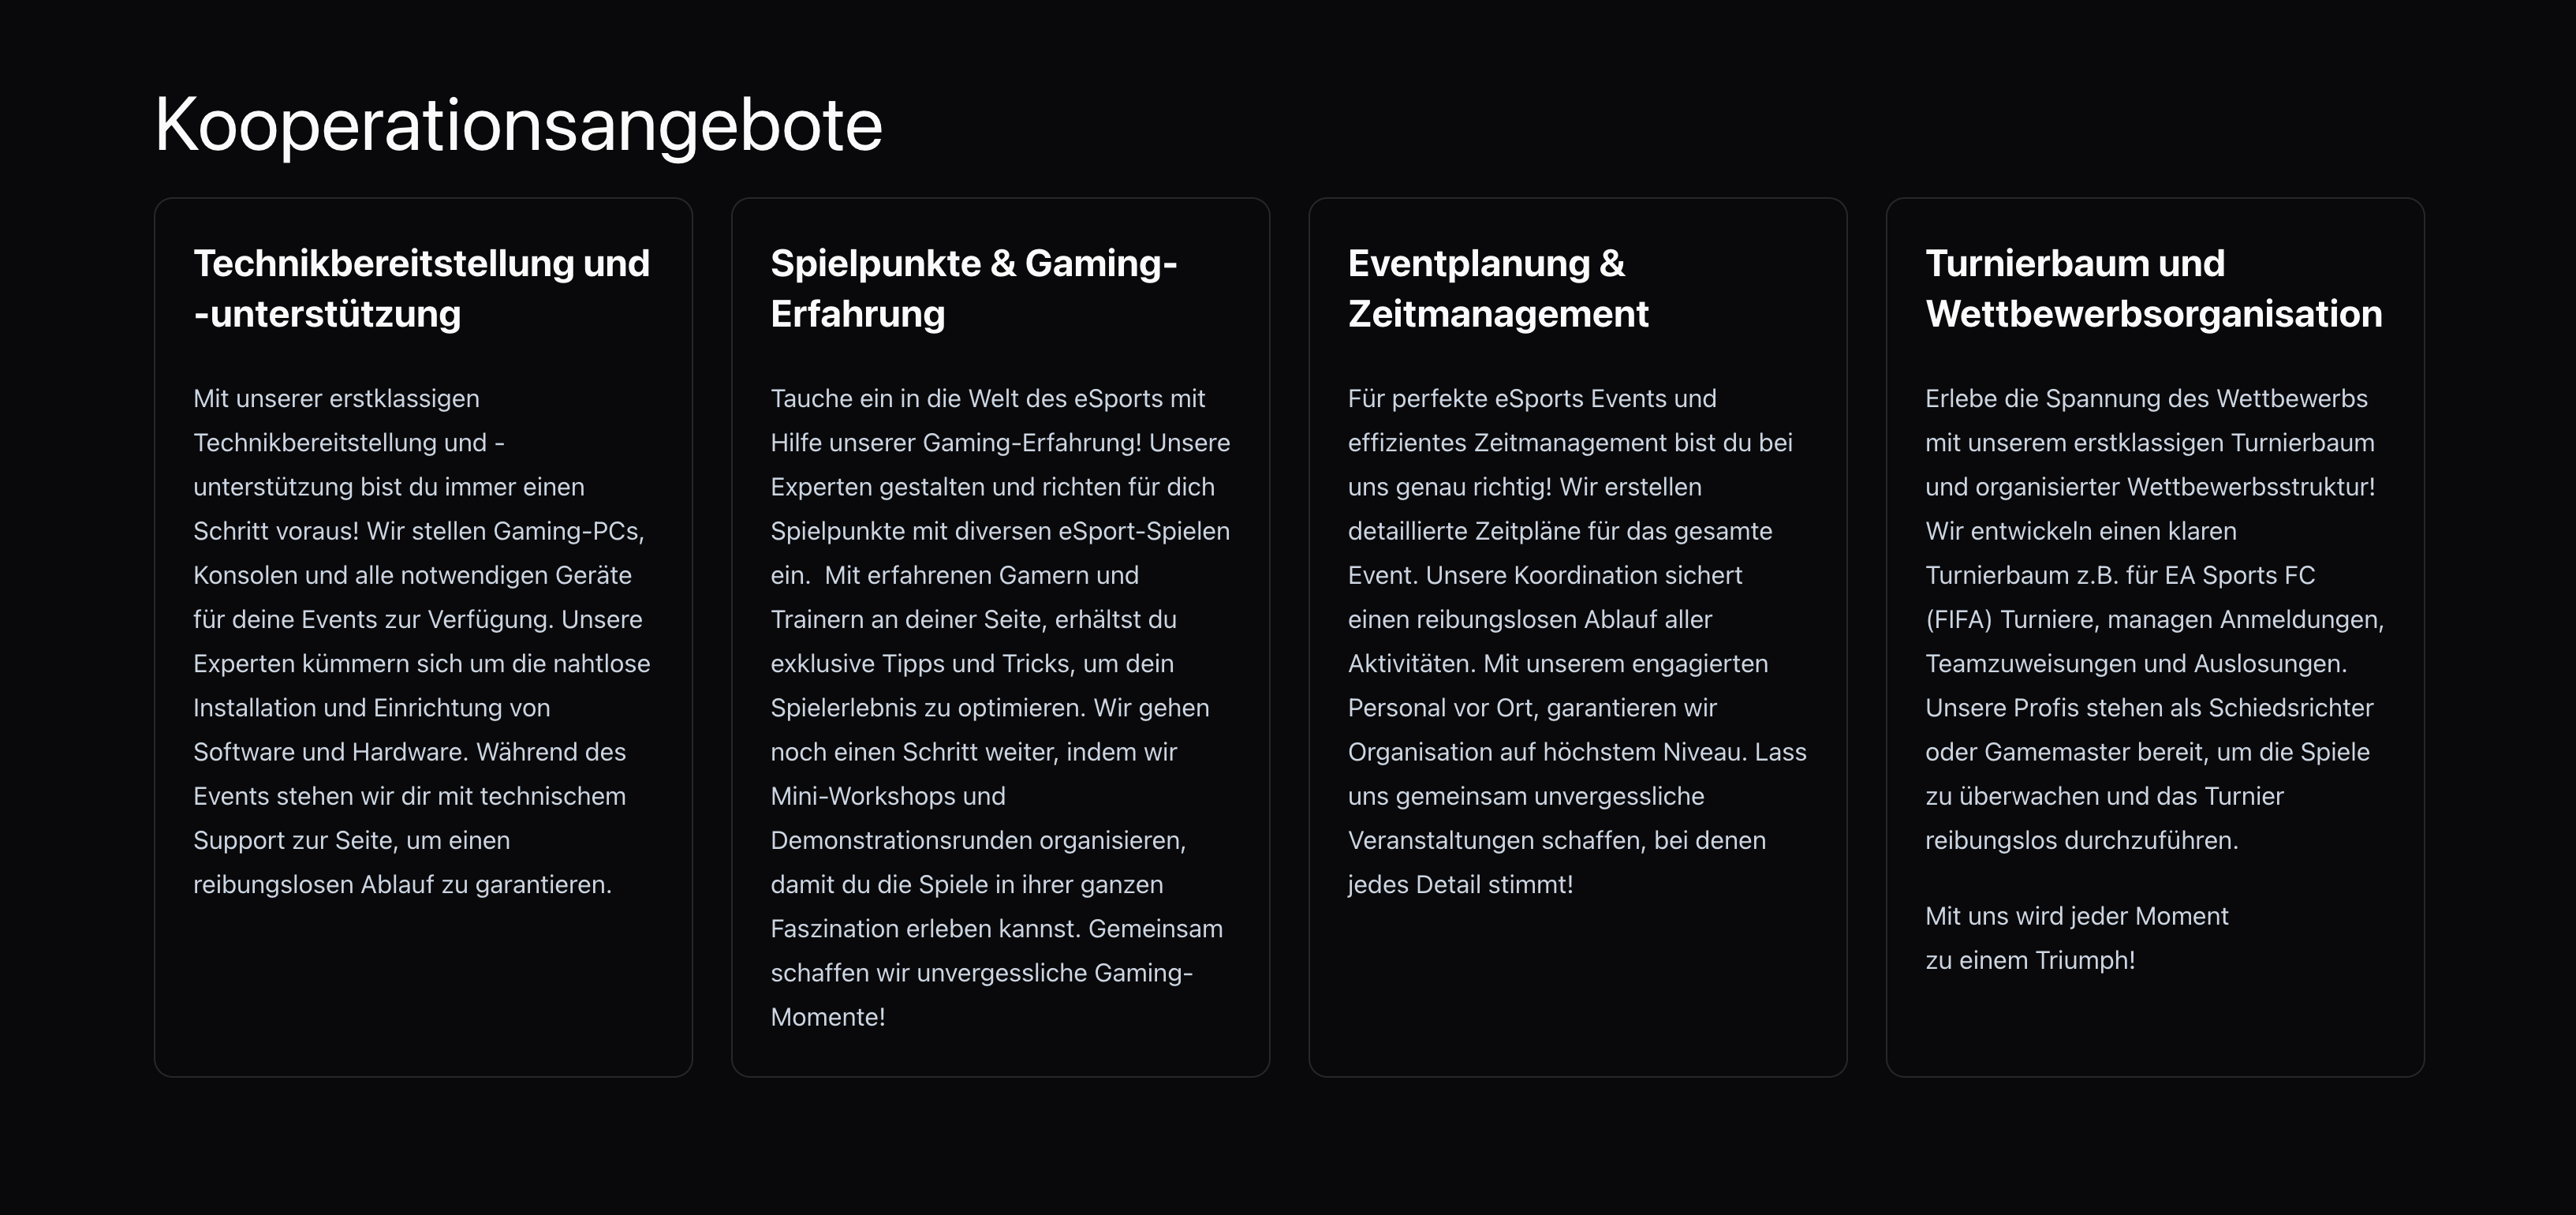 Kooperationsangebote
Technikbereitstellung und
-unterstützung
Mit unserer erstklassigen
Technikbereitstellung und -
unterstützung bist du immer einen
Schritt voraus! Wir stellen Gaming-PCs,
Konsolen und alle notwendigen Geräte
für deine Events zur Verfügung. Unsere
Experten kümmern sich um die nahtlose
Installation und Einrichtung von
Software und Hardware. Während des
Events stehen wir dir mit technischem
Support zur Seite, um einen
reibungslosen Ablauf zu garantieren.
Spielpunkte & Gaming-
Erfahrung
Tauche ein in die Welt des eSports mit
Hilfe unserer Gaming-Erfahrung! Unsere
Experten gestalten und richten für dich
Spielpunkte mit diversen eSport-Spielen
ein.  Mit erfahrenen Gamern und
Trainern an deiner Seite, erhältst du
exklusive Tipps und Tricks, um dein
Spielerlebnis zu optimieren. Wir gehen
noch einen Schritt weiter, indem wir
Mini-Workshops und
Demonstrationsrunden organisieren,
damit du die Spiele in ihrer ganzen
Faszination erleben kannst. Gemeinsam
schaffen wir unvergessliche Gaming-
Momente!
Eventplanung &
Zeitmanagement
Für perfekte eSports Events und
effizientes Zeitmanagement bist du bei
uns genau richtig! Wir erstellen
detaillierte Zeitpläne für das gesamte
Event. Unsere Koordination sichert
einen reibungslosen Ablauf aller
Aktivitäten. Mit unserem engagierten
Personal vor Ort, garantieren wir
Organisation auf höchstem Niveau. Lass
uns gemeinsam unvergessliche
Veranstaltungen schaffen, bei denen
jedes Detail stimmt!
Turnierbaum und
Wettbewerbsorganisation
Erlebe die Spannung des Wettbewerbs
mit unserem erstklassigen Turnierbaum
und organisierter Wettbewerbsstruktur!
Wir entwickeln einen klaren
Turnierbaum z.B. für EA Sports FC
(FIFA) Turniere, managen Anmeldungen,
Teamzuweisungen und Auslosungen.
Unsere Profis stehen als Schiedsrichter
oder Gamemaster bereit, um die Spiele
zu überwachen und das Turnier
reibungslos durchzuführen.
Mit uns wird jeder Moment
zu einem Triumph!